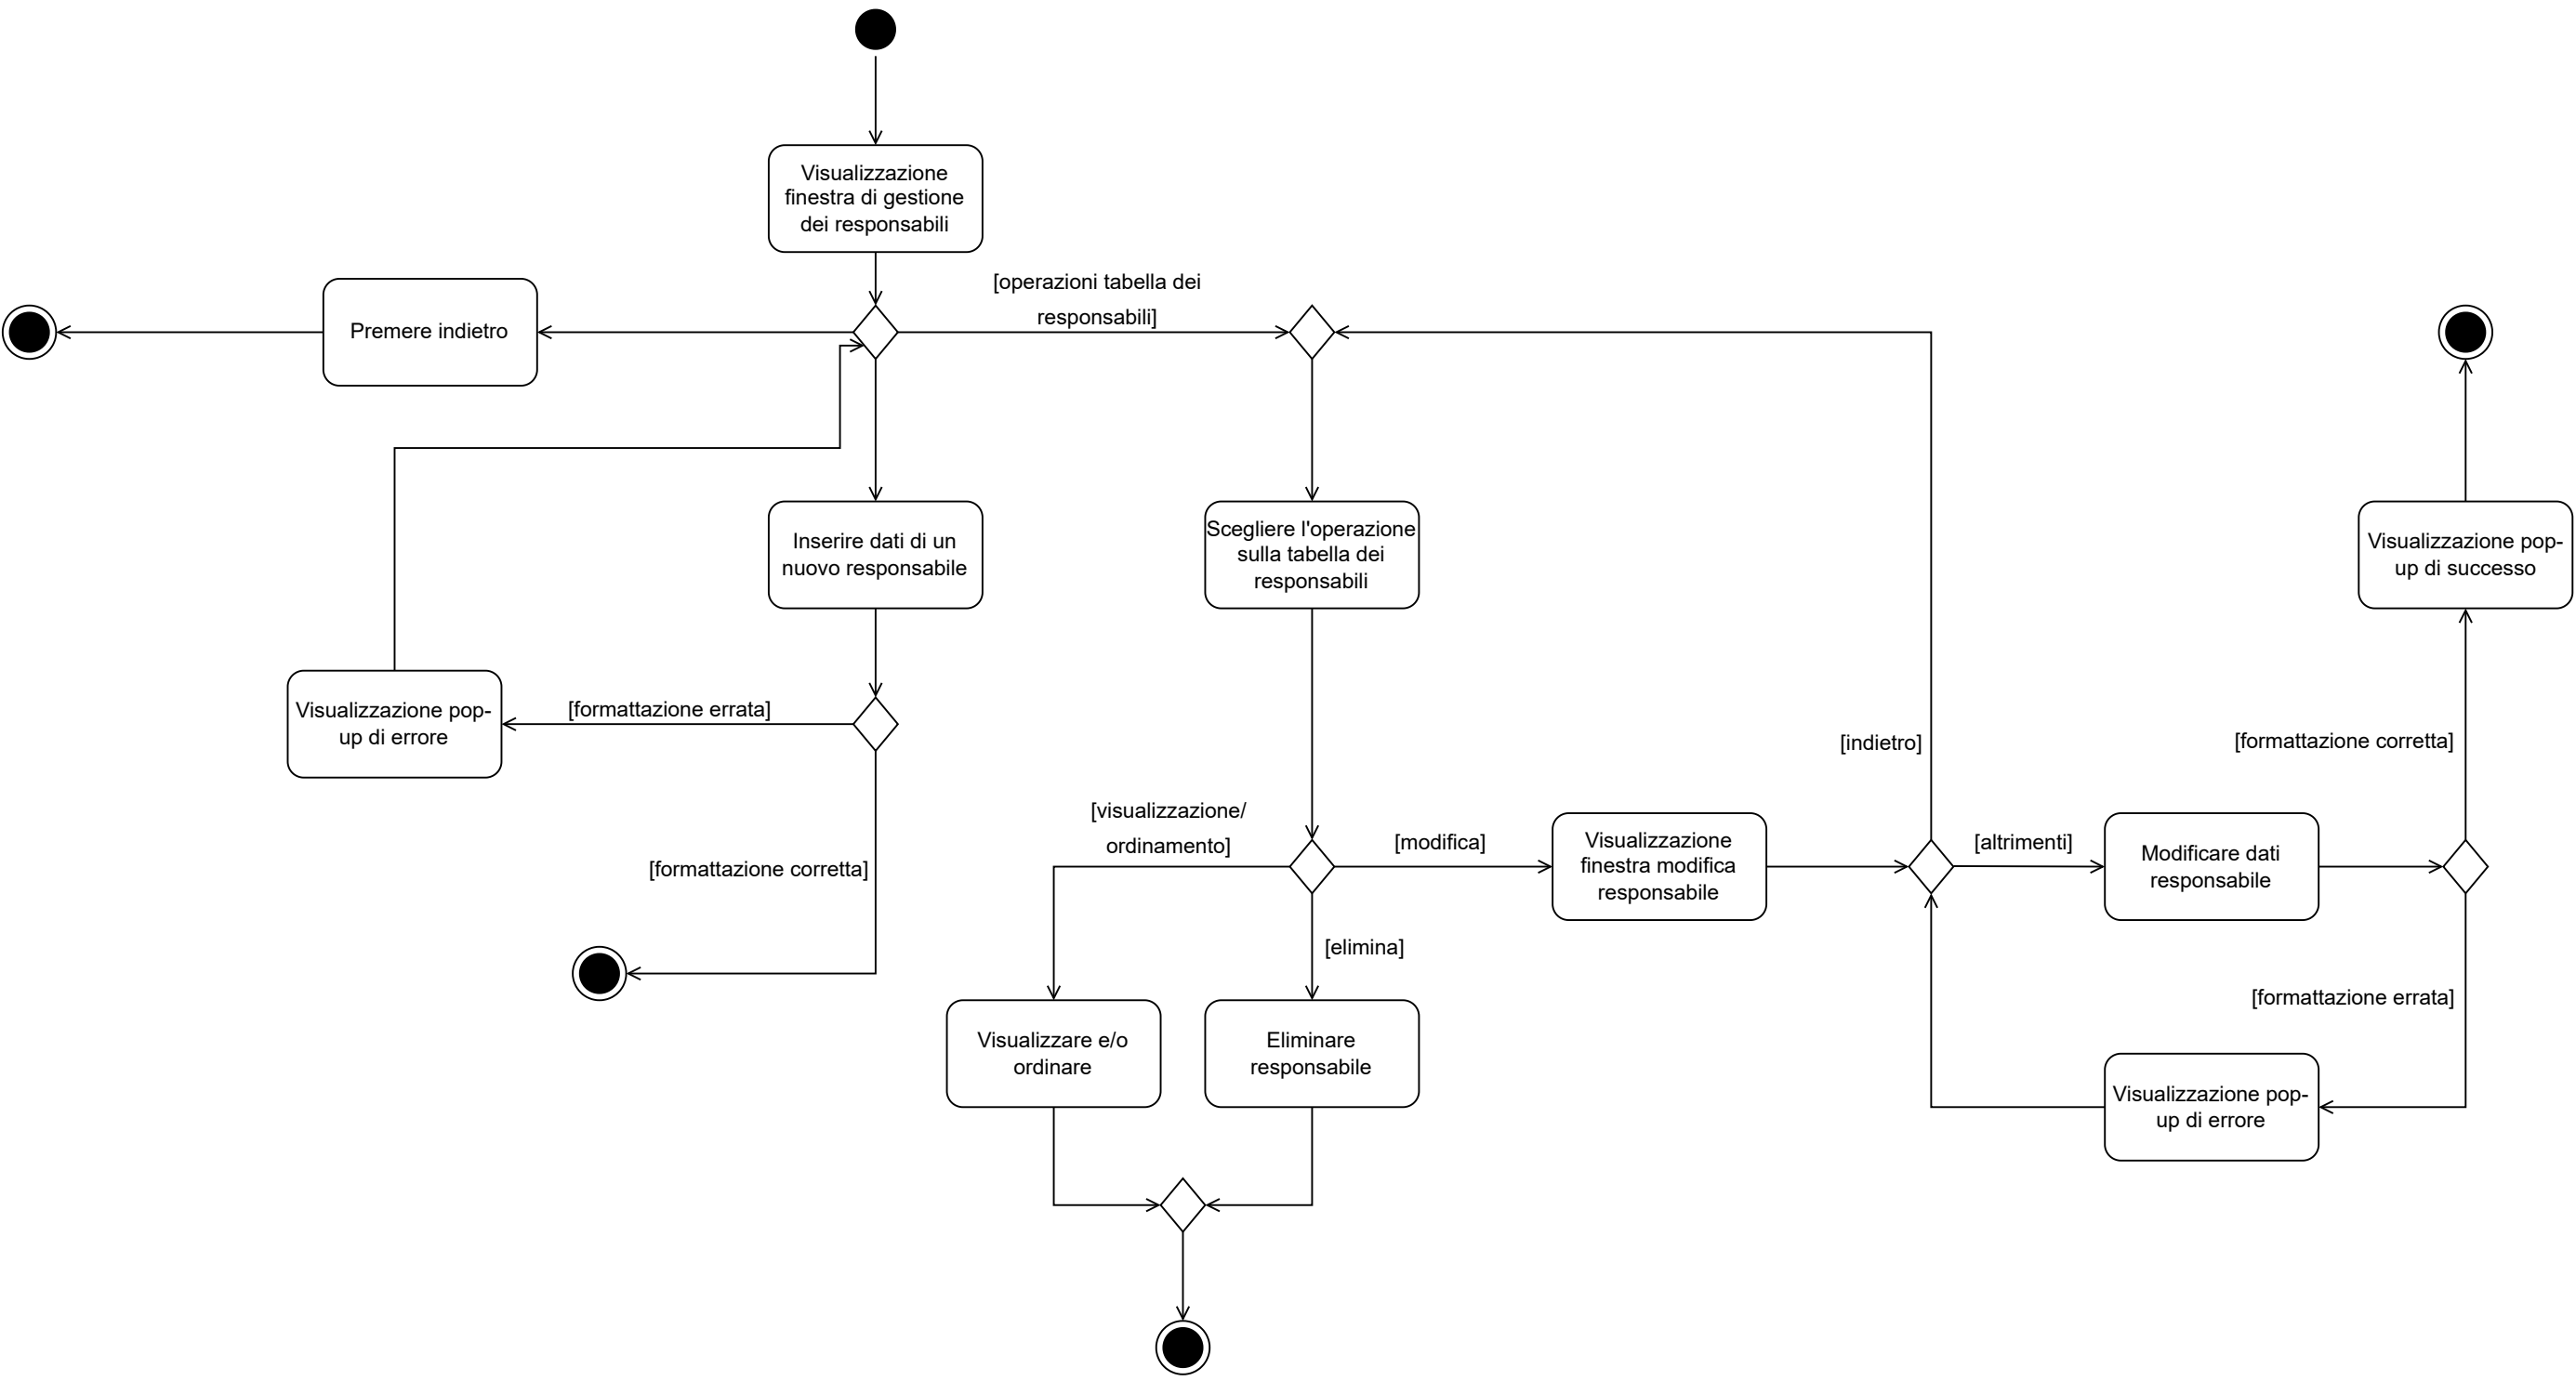 Visualizzazione
finestra di gestione
dei responsabili
[operazioni tabella dei
responsabili]
Premere indietro
Inserire dati di un
nuovo responsabile
Scegliere l'operazione
sulla tabella dei
responsabili
Visualizzazione pop-
up di successo
Visualizzazione pop-
up di errore
[formattazione errata]
[formattazione corretta]
[indietro]
[formattazione corretta]
[visualizzazione/
ordinamento]
[modifica]
Visualizzazione
finestra modifica
responsabile
[altrimenti]
Modificare dati
responsabile
[elimina]
[formattazione errata]
Visualizzare e/o
ordinare
Eliminare
responsabile
Visualizzazione pop-
up di errore